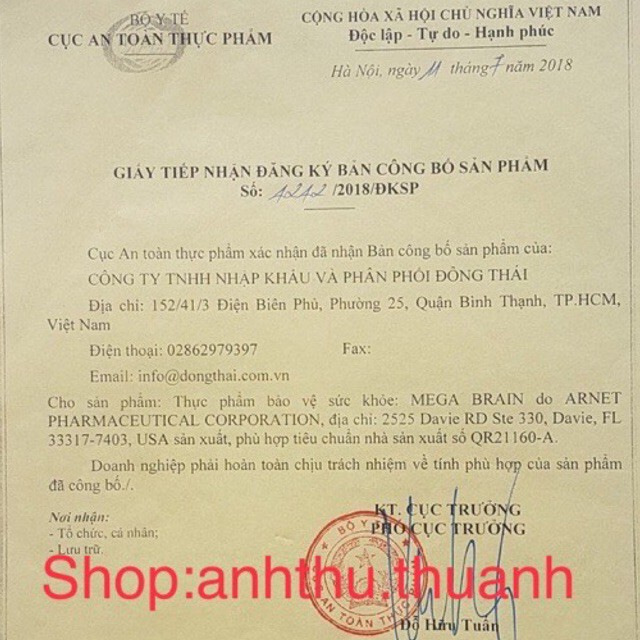 BỘ Y TẾ
CỤC AN TOÀN THỰC PHẨM
CỘNG HÒA XÃ HỘI CHỦ NGHĨA VIỆT NAM
Độc lập - Tự do - Hạnh phúc
Hà Nội, ngày 11 tháng 7 năm 2018
GIẤY TIẾP NHẬN ĐĂNG KÝ BẢN CÔNG BỐ SẢN PHẨM
Số: /2018/ĐKSP
Cục An toàn thực phẩm xác nhận đã nhận Bản công bố sản phẩm của:
CÔNG TY TNHH NHẬP KHẨU VÀ PHÂN PHỐI ĐÔNG THÁI
Địa chỉ: 152/41/3 Điện Biên Phủ, Phường 25, Quận Bình Thạnh, TP.HCM,
Việt Nam
Điện thoại: 02862979397 Fax:
Email: info@dongthai.com.vn
Cho sản phẩm: Thực phẩm bảo vệ sức khỏe: MEGA BRAIN do ARNET
PHARMACEUTICAL CORPORATION, địa chỉ: 2525 Davie RD Ste 330, Davie, FL
33317-7403, USA sản xuất, phù hợp tiêu chuẩn nhà sản xuất số QR21160-A.
Doanh nghiệp phải hoàn toàn chịu trách nhiệm về tính phù hợp của sản phẩm
đã công bố./.
Nơi nhận:
- Tổ chức, cá nhân;
- Lưu trữ.
KT. CỤC TRƯỞNG
PHÓ CỤC TRƯỞNG
BỘ Y TẾ
AN TOÀN THỰC
Shop:anhthu.thuanh
Đỗ Hữu Tuấn